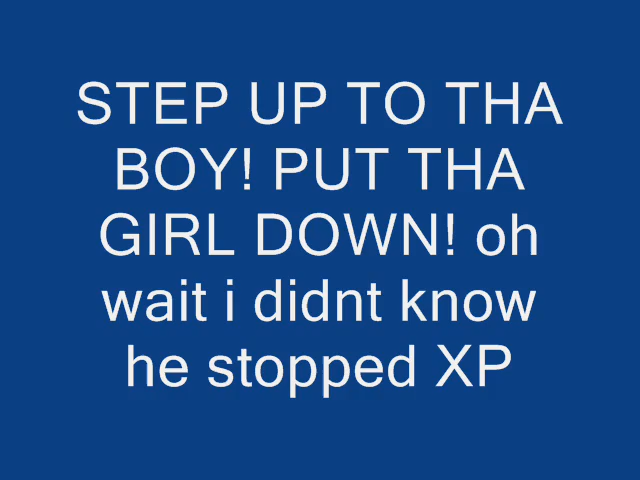 STEP UP TO THA
BOY! PUT THA
GIRL DOWN! oh
wait i didnt know
he stopped XP